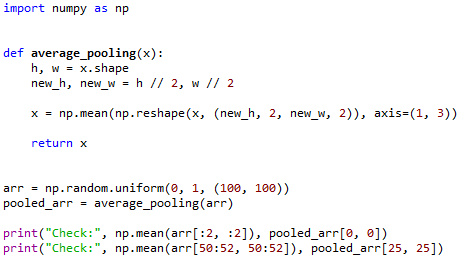 import numpy as np
def average_pooling(x):
    h, w = x.shape
    new_h, new_w = h // 2, w // 2
    x = np.mean(np.reshape(x, (new_h, 2, new_w, 2)), axis=(1, 3))
    return x
arr = np.random.uniform(0, 1, (100, 100))
pooled_arr = average_pooling(arr)
print("Check:", np.mean(arr[:2, :2]), pooled_arr[0, 0])
print("Check:", np.mean(arr[50:52, 50:52]), pooled_arr[25, 25])